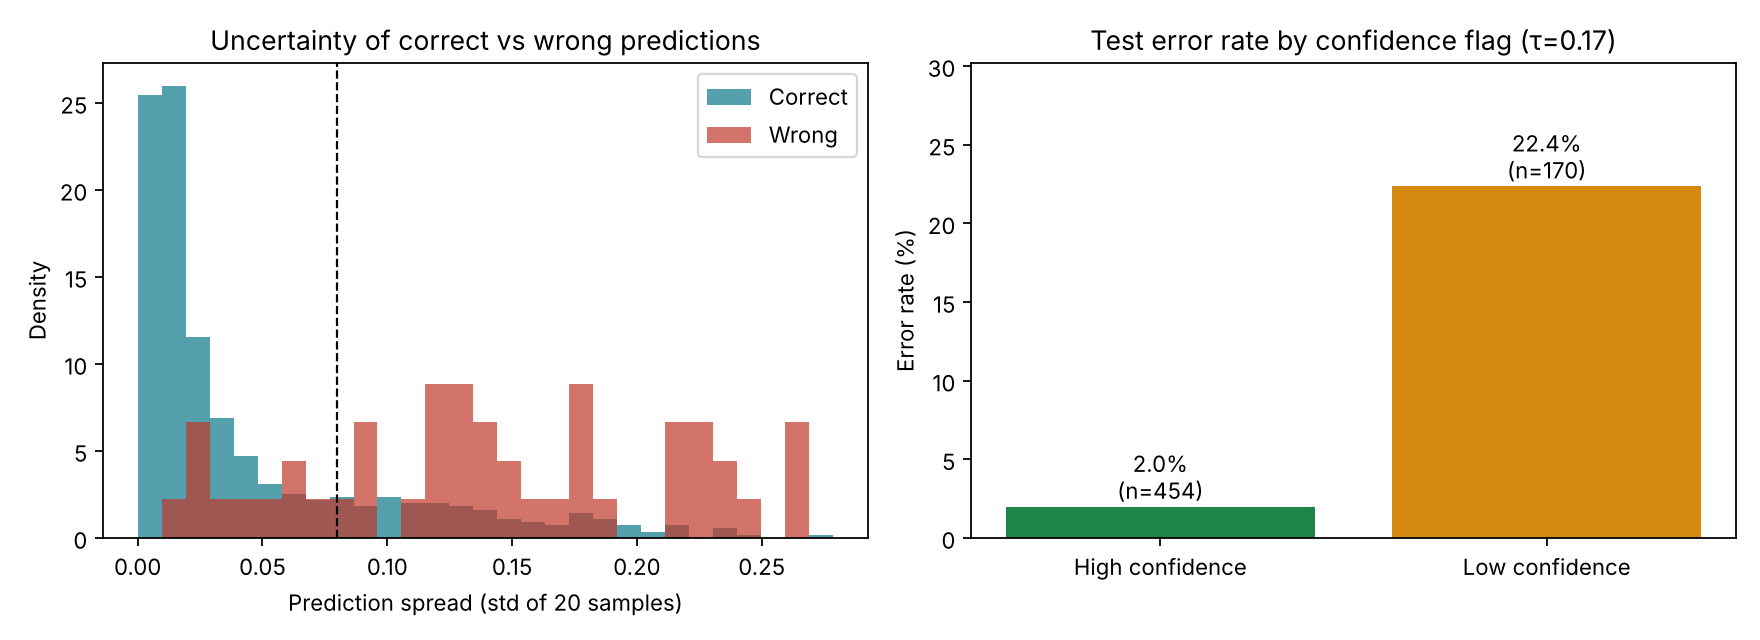 Uncertainty of correct vs wrong predictions
Correct
Wrong
Density
25
20
15
10
5
0
0.00 0.05 0.10 0.15 0.20 0.25
Prediction spread (std of 20 samples)
Test error rate by confidence flag (τ=0.17)
Error rate (%)
30
25
20
15
10
5
0
2.0%
(n=454)
22.4%
(n=170)
High confidence Low confidence